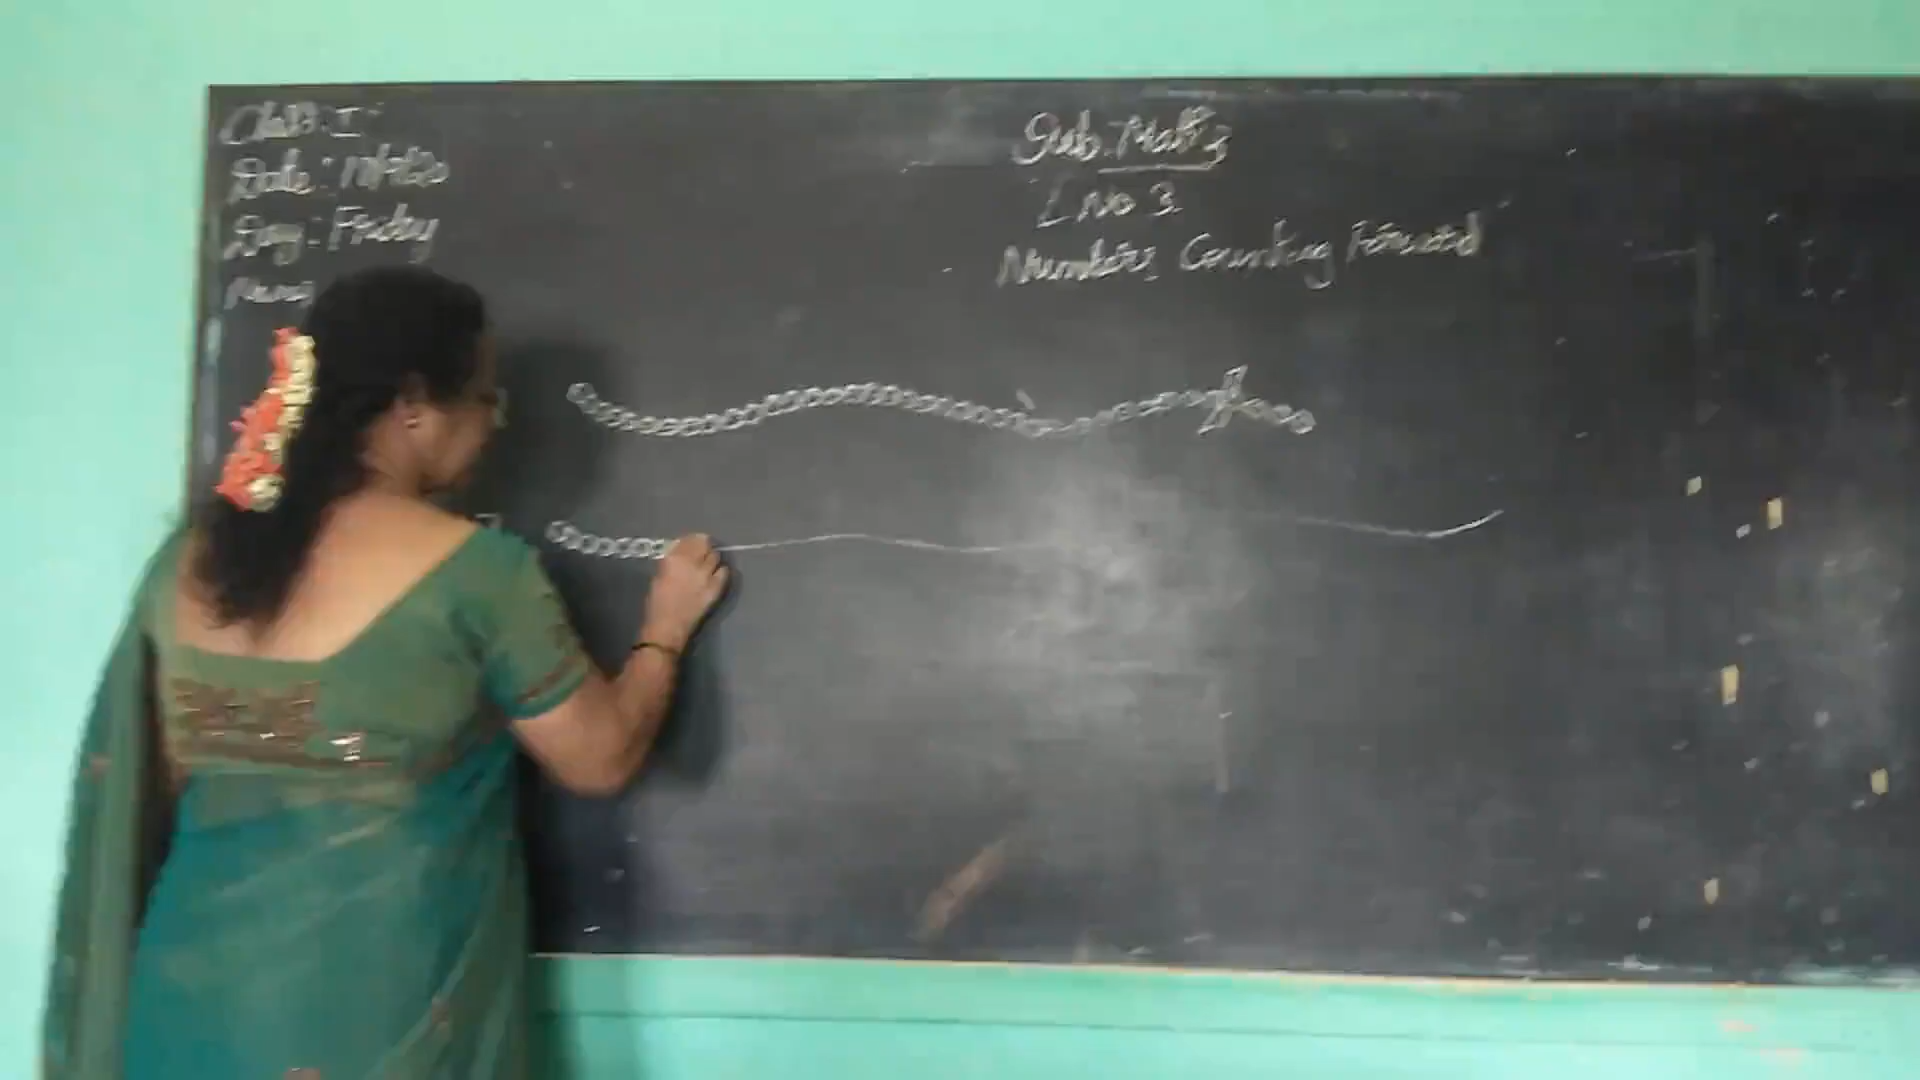 Class: I
Date:
Day: Friday
Sub: Maths
L No 3
Numbers Counting Forward